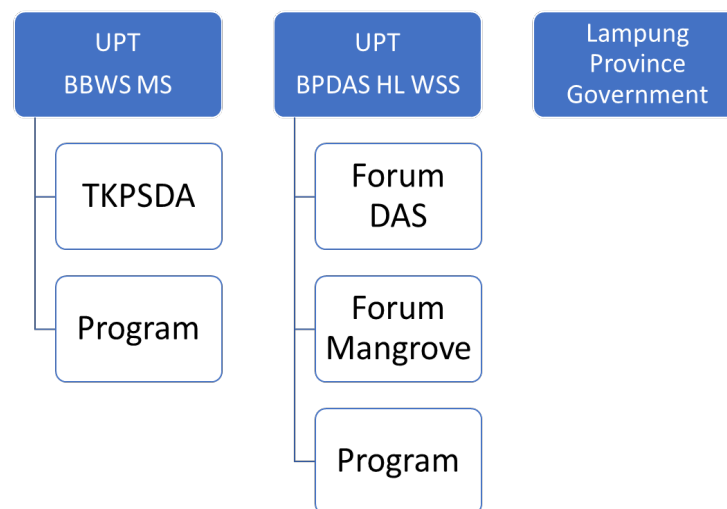 UPT
BBWS MS
TKPSDA
Program
UPT
BPDAS HL WSS
Forum
DAS
Forum
Mangrove
Program
Lampung
Province
Government